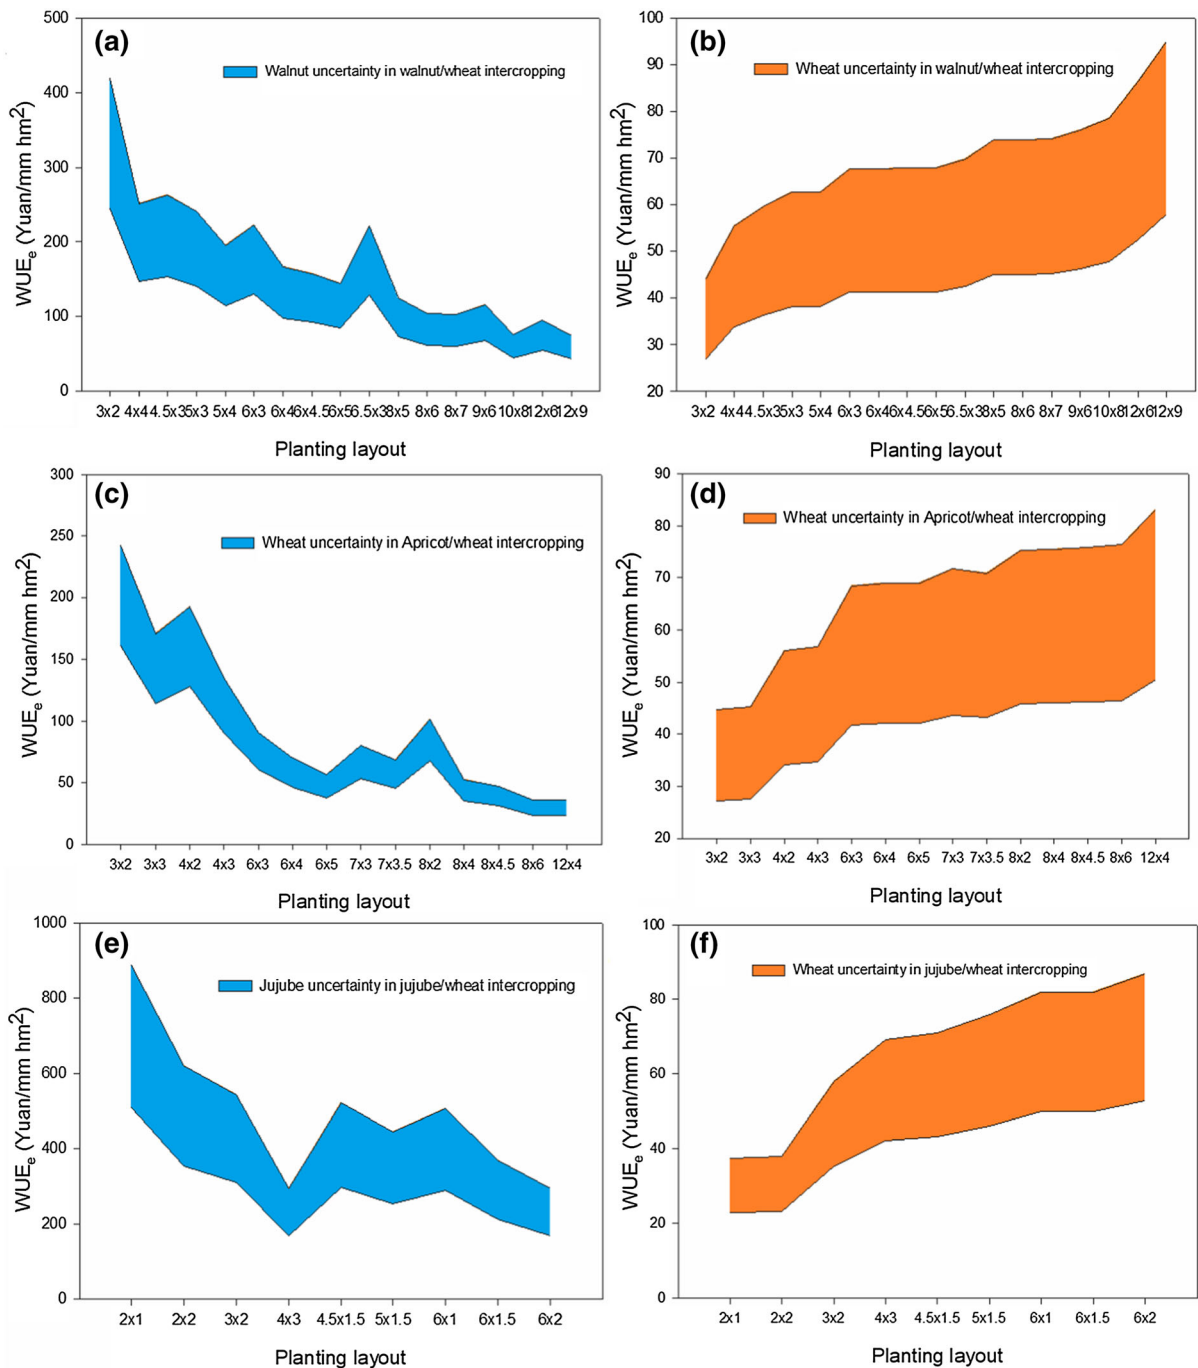 (a)
Walnut uncertainty in walnut/wheat intercropping
WUEe (Yuan/mm hm2)
500
400
300
200
100
0
3x2 4x4 4.5x3 5x3 5x4 6x3 6x4 6x4.5 6x5 6.5x3 8x5 8x6 8x7 9x6 10x8 12x6 12x9
Planting layout
(b)
Wheat uncertainty in walnut/wheat intercropping
WUEe (Yuan/mm hm2)
100
90
80
70
60
50
40
30
20
3x2 4x4 4.5x3 5x3 5x4 6x3 6x4 6x4.5 6x5 6.5x3 8x5 8x6 8x7 9x6 10x8 12x6 12x9
Planting layout
(c)
Wheat uncertainty in Apricot/wheat intercropping
WUEe (Yuan/mm hm2)
300
250
200
150
100
50
0
3x2 3x3 4x2 4x3 6x3 6x4 6x5 7x3 7x3.5 8x2 8x4 8x4.5 8x6 12x4
Planting layout
(d)
Wheat uncertainty in Apricot/wheat intercropping
WUEe (Yuan/mm hm2)
90
80
70
60
50
40
30
20
3x2 3x3 4x2 4x3 6x3 6x4 6x5 7x3 7x3.5 8x2 8x4 8x4.5 8x6 12x4
Planting layout
(e)
Jujube uncertainty in jujube/wheat intercropping
WUEe (Yuan/mm hm2)
1000
800
600
400
200
0
2x1 2x2 3x2 4x3 4.5x1.5 5x1.5 6x1 6x1.5 6x2
Planting layout
(f)
Wheat uncertainty in jujube/wheat intercropping
WUEe (Yuan/mm hm2)
100
80
60
40
20
0
2x1 2x2 3x2 4x3 4.5x1.5 5x1.5 6x1 6x1.5 6x2
Planting layout